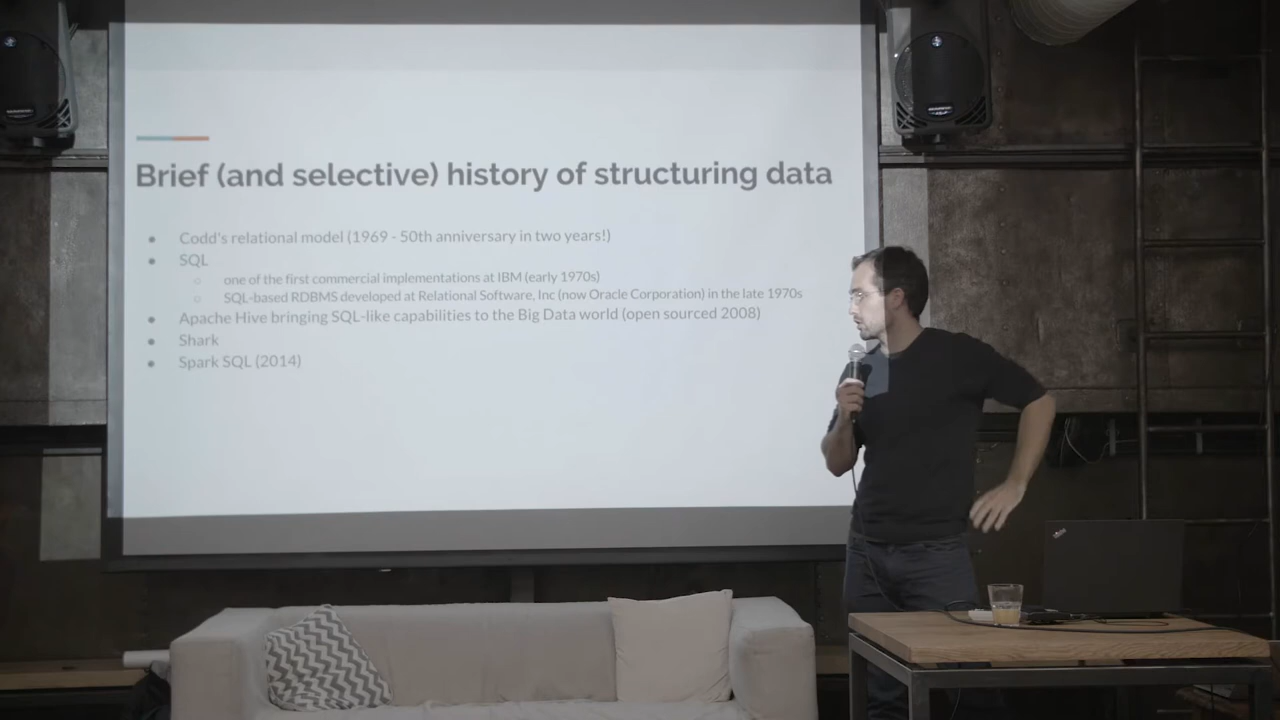 Brief (and selective) history of structuring data
Codd's relational model (1969 - 50th anniversary in two years!)
SQL
one of the first commercial implementations at IBM (early 1970s)
SQL-based RDBMS developed at Relational Software, Inc (now Oracle Corporation) in the late 1970s
Apache Hive bringing SQL-like capabilities to the Big Data world (open sourced 2008)
Shark
Spark SQL (2014)